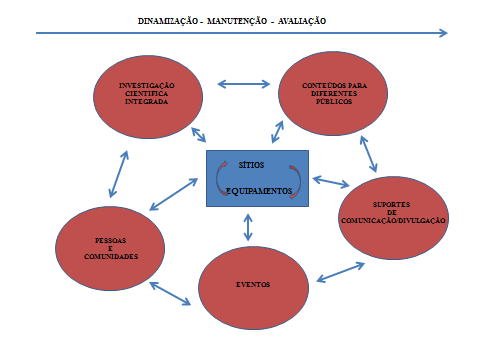 DINAMIZAÇÃO - MANUTENÇÃO - AVALIAÇÃO
INVESTIGAÇÃO
CIENTÍFICA
INTEGRADA
CONTEÚDOS PARA
DIFERENTES
PÚBLICOS
SÍTIOS
EQUIPAMENTOS
SUPORTES
DE
COMUNICAÇÃO/DIVULGAÇÃO
PESSOAS
E
COMUNIDADES
EVENTOS